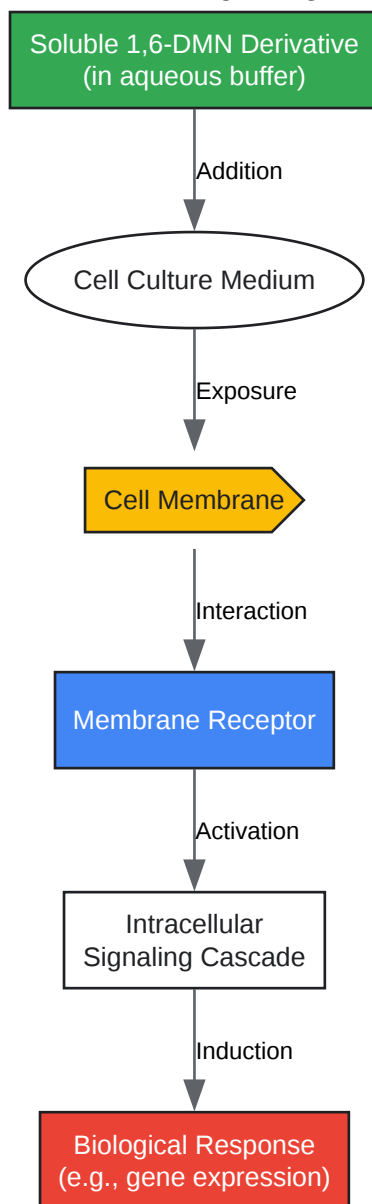 Soluble 1,6-DMN Derivative
(in aqueous buffer)
Addition
Cell Culture Medium
Exposure
Cell Membrane
Interaction
Membrane Receptor
Activation
Intracellular
Signaling Cascade
Induction
Biological Response
(e.g., gene expression)